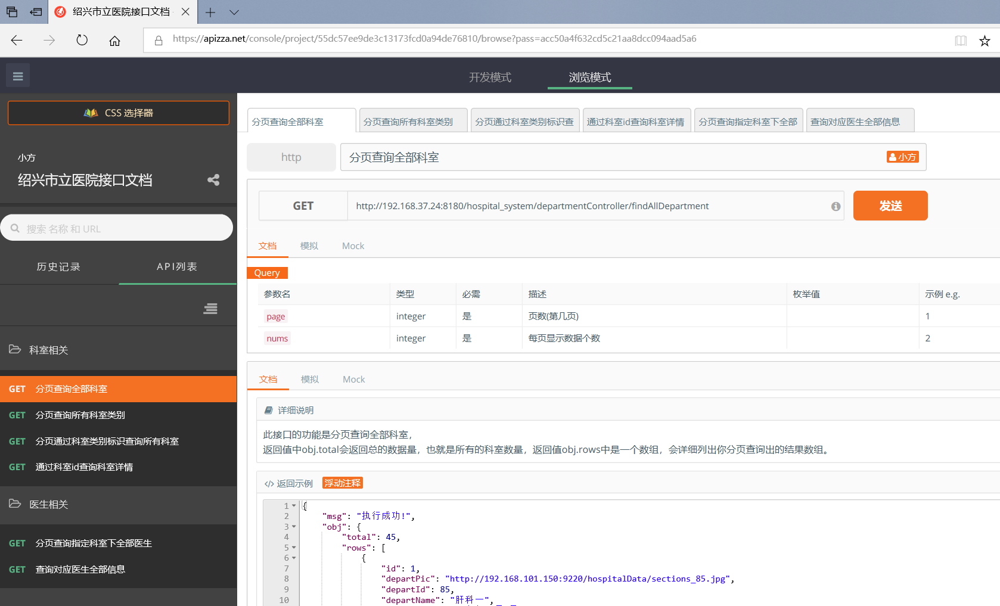 绍兴市立医院接口文档
https://apizza.net/console/project/55dc57ee9de3c13173fcd0a94de76810/browse?pass=acc50a4f632cd5c21aa8dcc094aad5a6
开发模式 浏览模式
CSS 选择器
小方
绍兴市立医院接口文档
搜索 名称 和 URL
历史记录 API列表
科室相关
GET 分页查询全部科室
GET 分页查询所有科室类别
GET 分页通过科室类别标识查询所有科室
GET 通过科室id查询科室详情
医生相关
GET 分页查询指定科室下全部医生
GET 查询对应医生全部信息
分页查询全部科室 分页查询所有科室类别 分页通过科室类别标识查 通过科室id查询科室详情 分页查询指定科室下全部 查询对应医生全部信息
http 分页查询全部科室 小方
GET http://192.168.37.24:8180/hospital_system/departmentController/findAllDepartment 发送
文档 模拟 Mock
Query
参数名 类型 必需 描述 枚举值 示例 e.g.
page integer 是 页数(第几页) 1
nums integer 是 每页显示数据个数 2
文档 模拟 Mock
详细说明
此接口的功能是分页查询全部科室，
返回值中obj.total会返回总的数据量，也就是所有的科室数量，返回值obj.rows中是一个数组，会详细列出你分页查询出的结果数组。
</> 返回示例 浮动注释
1 {
2 "msg": "执行成功!",
3 "obj": {
4 "total": 45,
5 "rows": [
6 {
7 "id": 1,
8 "departPic": "http://192.168.101.150:9220/hospitalData/sections_85.jpg",
9 "departId": 85,
10 "departName": "肝科一",